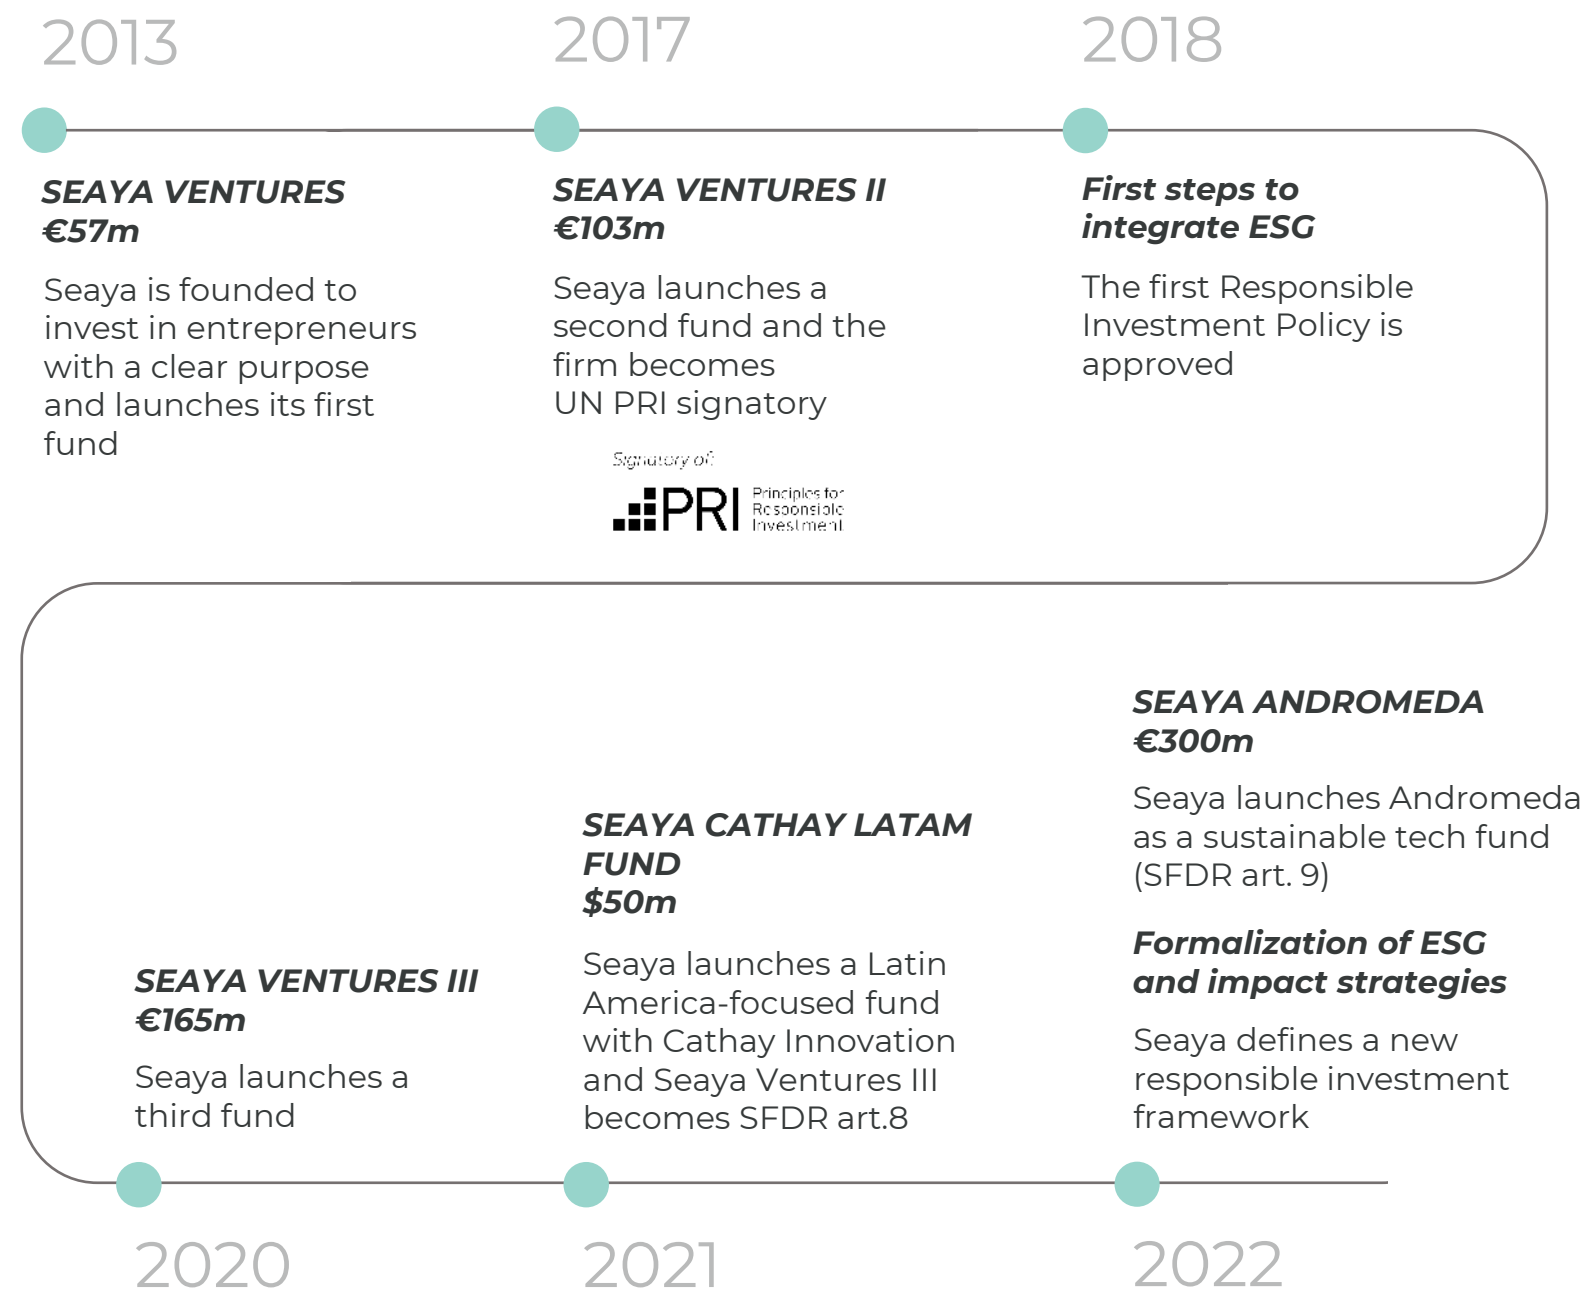 2013
SEAYA VENTURES
€57m
Seaya is founded to
invest in entrepreneurs
with a clear purpose
and launches its first
fund
2017
SEAYA VENTURES II
€103m
Seaya launches a
second fund and the
firm becomes
UN PRI signatory
Signatory of:
PRI
Principles for
Responsible
Investment
2018
First steps to
integrate ESG
The first Responsible
Investment Policy is
approved
SEAYA VENTURES III
€165m
Seaya launches a
third fund
2020
SEAYA CATHAY LATAM
FUND
$50m
Seaya launches a Latin
America-focused fund
with Cathay Innovation
and Seaya Ventures III
becomes SFDR art.8
2021
SEAYA ANDROMEDA
€300m
Seaya launches Andromeda
as a sustainable tech fund
(SFDR art. 9)
Formalization of ESG
and impact strategies
Seaya defines a new
responsible investment
framework
2022